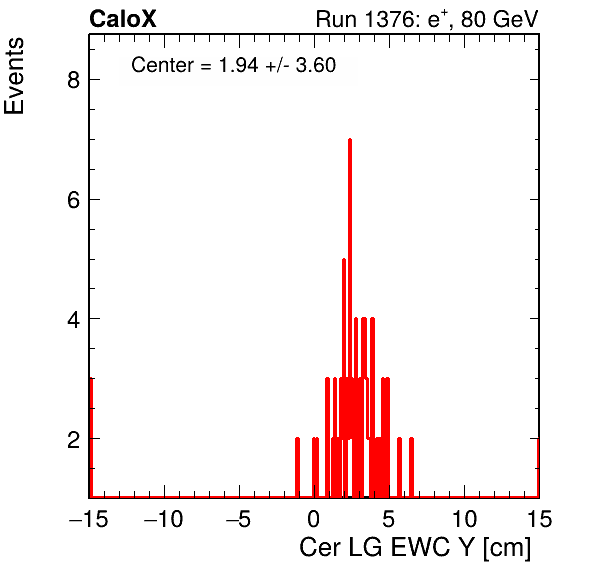 CaloX Run 1376: e⁺, 80 GeV
Center = 1.94 +/- 3.60
Events
8
6
4
2
−15 −10 −5 0 5 10 15
Cer LG EWC Y [cm]